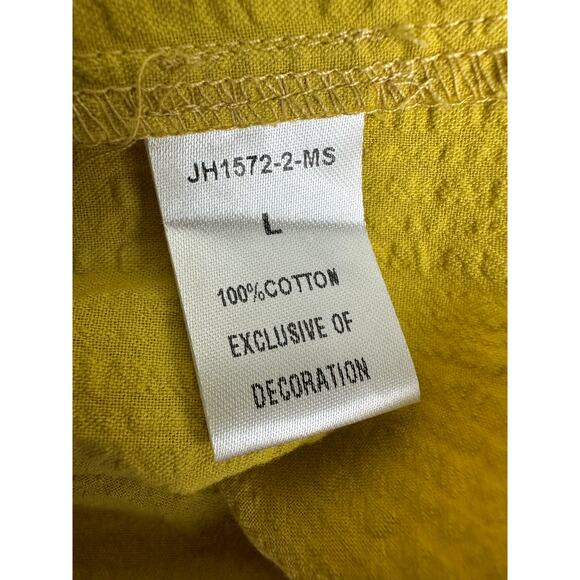 JH1572-2-MS
L
100%COTTON
EXCLUSIVE OF
DECORATION